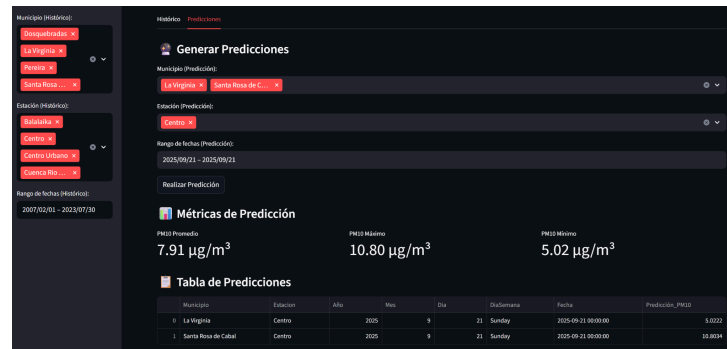 Municipio (Histórico):
Dosquebradas ×
La Virginia ×
Pereira ×
Santa Rosa ... ×
Estación (Histórico):
Balalaika ×
Centro ×
Centro Urbano ×
Cuenca Rio ... ×
Rango de fechas (Histórico):
2007/02/01 – 2023/07/30
Histórico Predicciones
Generar Predicciones
Municipio (Predicción):
La Virginia × Santa Rosa de C... ×
Estación (Predicción):
Centro ×
Rango de fechas (Predicción):
2025/09/21 – 2025/09/21
Realizar Predicción
Métricas de Predicción
PM10 Promedio PM10 Máximo PM10 Mínimo
7.91 µg/m³ 10.80 µg/m³ 5.02 µg/m³
Tabla de Predicciones
Municipio Estacion Año Mes Dia DiaSemana Fecha Predicción_PM10
0 La Virginia Centro 2025 9 21 Sunday 2025-09-21 00:00:00 5.0222
1 Santa Rosa de Cabal Centro 2025 9 21 Sunday 2025-09-21 00:00:00 10.8034